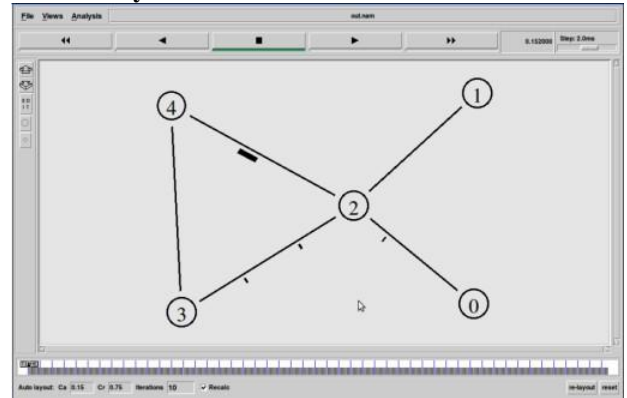 File Views Analysis out.nam
0.152000 Step: 2.0ms
4
1
2
3
0
Auto layout: Ca 0.15 Cr 0.75 Iterations 10 Recalc re-layout reset